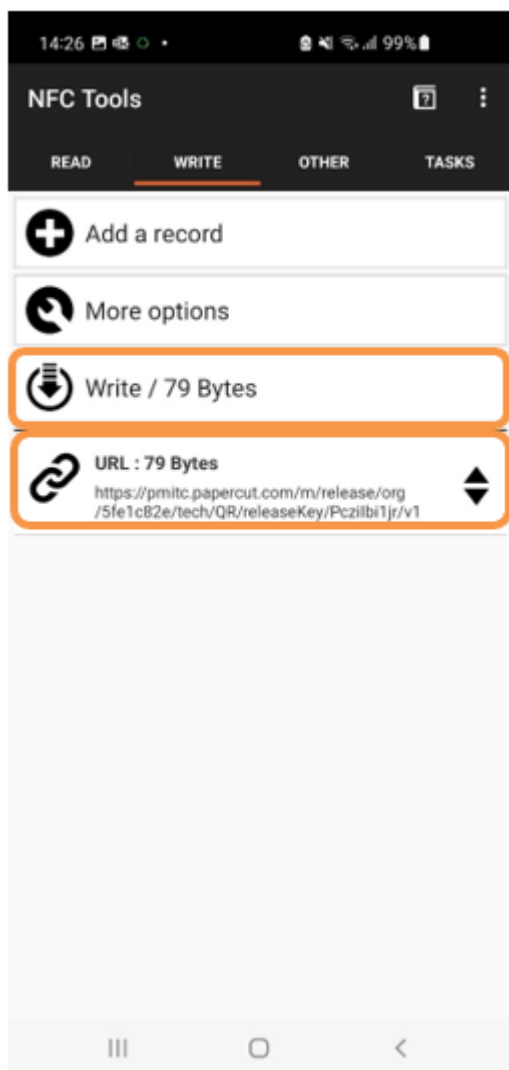 14:26 99%
NFC Tools ?
READ WRITE OTHER TASKS
Add a record
More options
Write / 79 Bytes
URL : 79 Bytes
https://pmitc.papercut.com/m/release/org
/5fe1c82e/tech/QR/releaseKey/Pczilbi1jr/v1